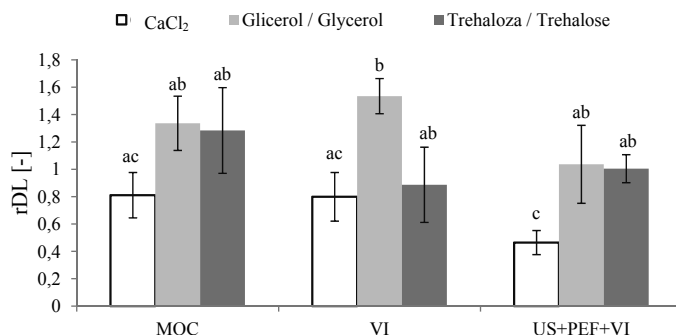 CaCl₂ Glicerol / Glycerol Trehaloza / Trehalose
1,8
1,6
1,4
1,2
1
0,8
0,6
0,4
0,2
0
rDL [-]
ac ab ab
ac b ab
c ab ab
MOC VI US+PEF+VI